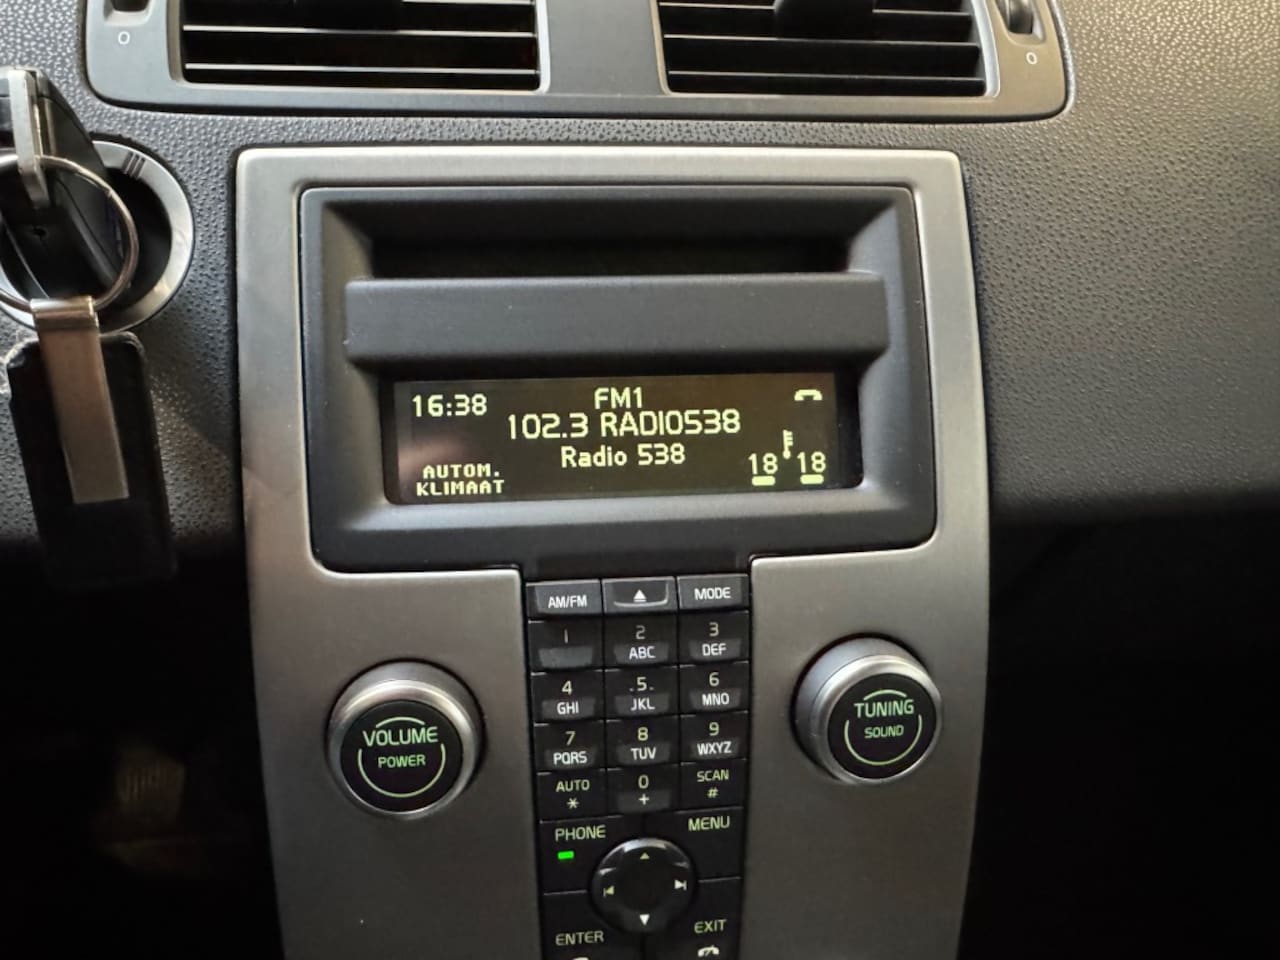 O
O
16:38
FM1
102.3 RADIO538
Radio 538
AUTOM.
KLIMAAT
18 18
AM/FM
MODE
1
2
ABC
3
DEF
4
GHI
5
JKL
6
MNO
7
PQRS
8
TUV
9
WXYZ
AUTO
*
0
+
SCAN
#
VOLUME
POWER
TUNING
SOUND
PHONE
MENU
ENTER
EXIT